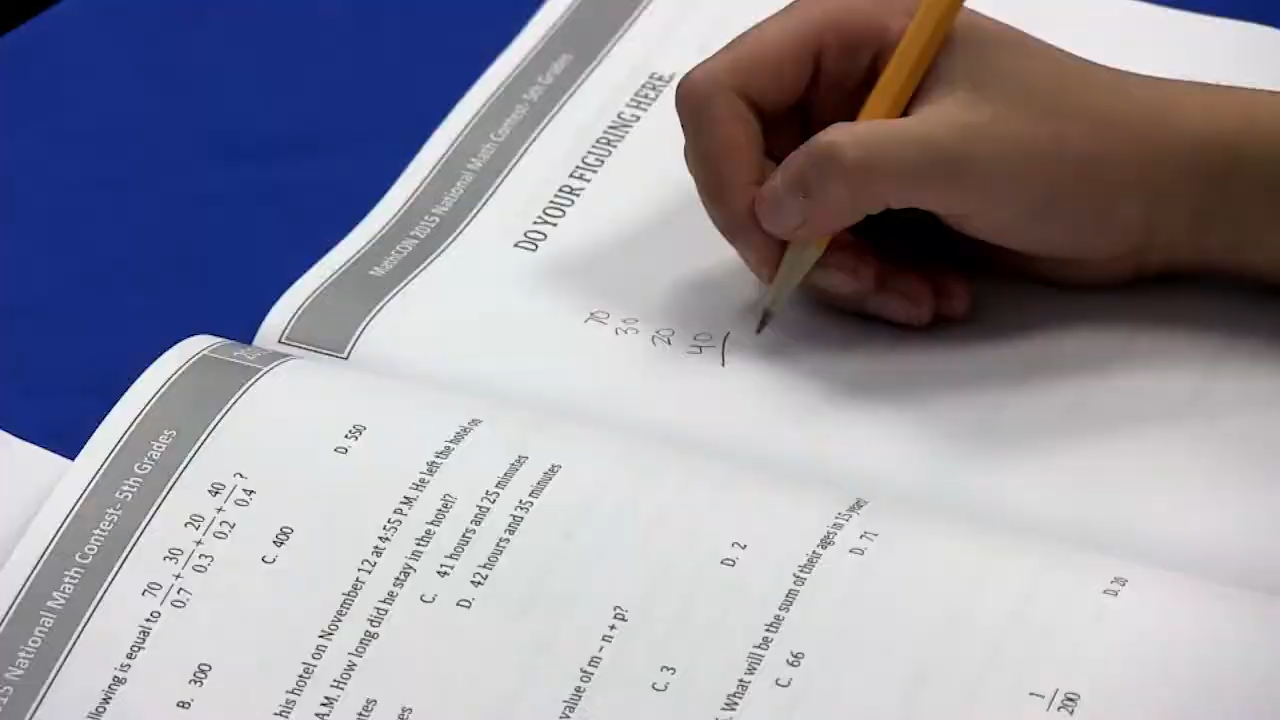 MathCON 2015 National Math Contest- 5th Grades
DO YOUR FIGURING HERE.
70
30
20
40
20
15 National Math Contest- 5th Grades
llowing is equal to 70/0.7 + 30/0.3 + 20/0.2 + 40/0.4 ?
B. 300
C. 400
D. 550
his hotel on November 12 at 4:55 P.M. He left the hotel on
A.M. How long did he stay in the hotel?
C. 41 hours and 25 minutes
D. 42 hours and 35 minutes
value of m – n + p?
C. 3
D. 2
. What will be the sum of their ages in 15 years?
C. 66
D. 71
1/200
D. 20